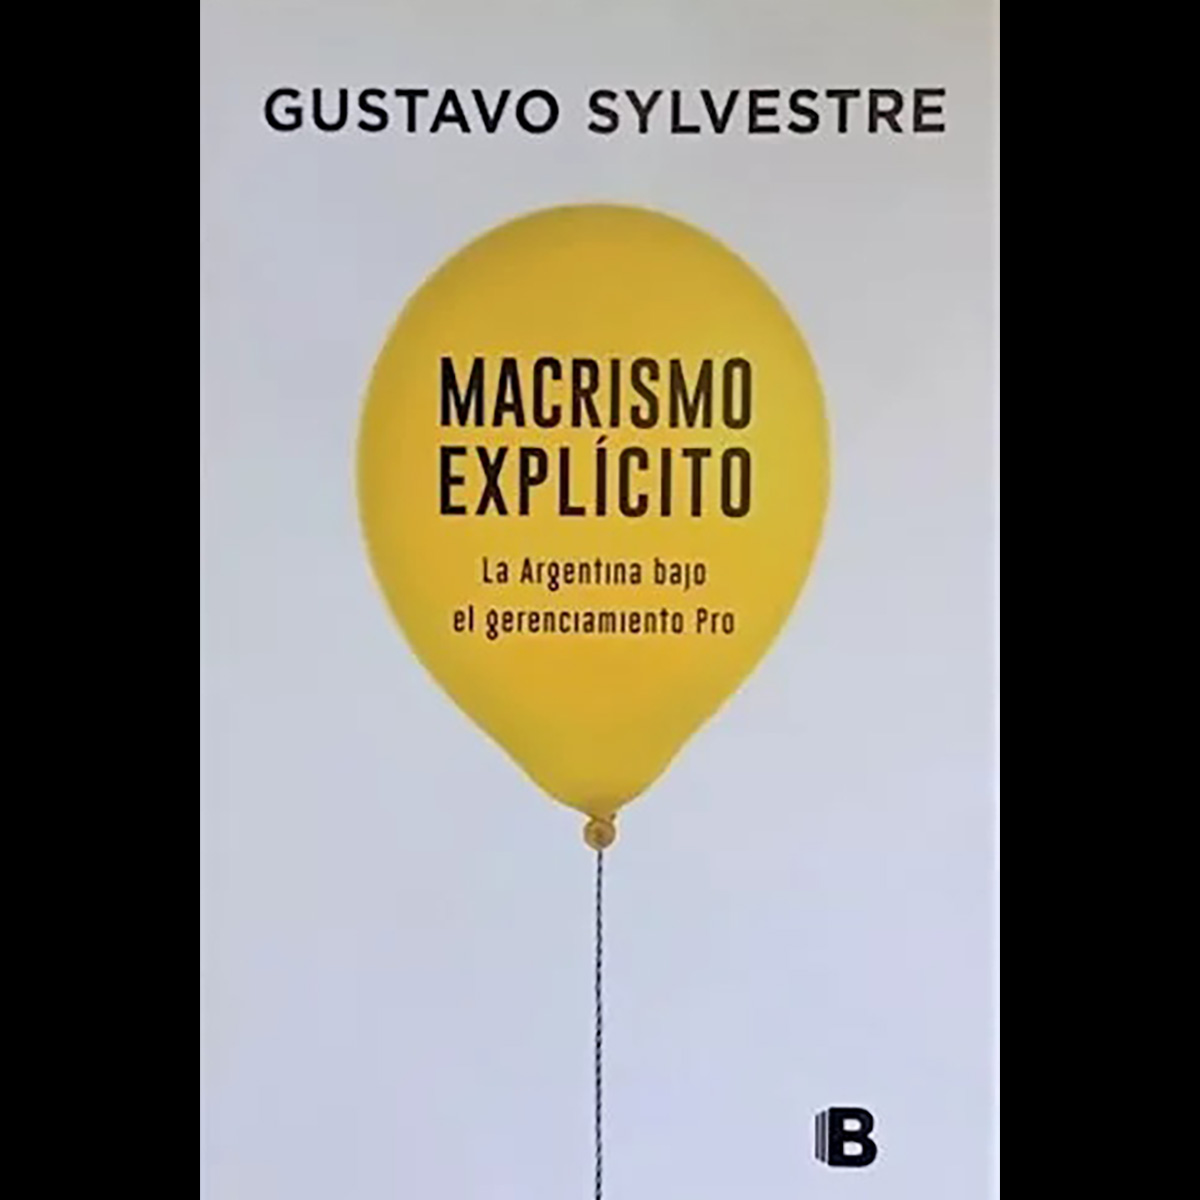 GUSTAVO SYLVESTRE
MACRISMO
EXPLÍCITO
La Argentina bajo
el gerenciamiento Pro
B